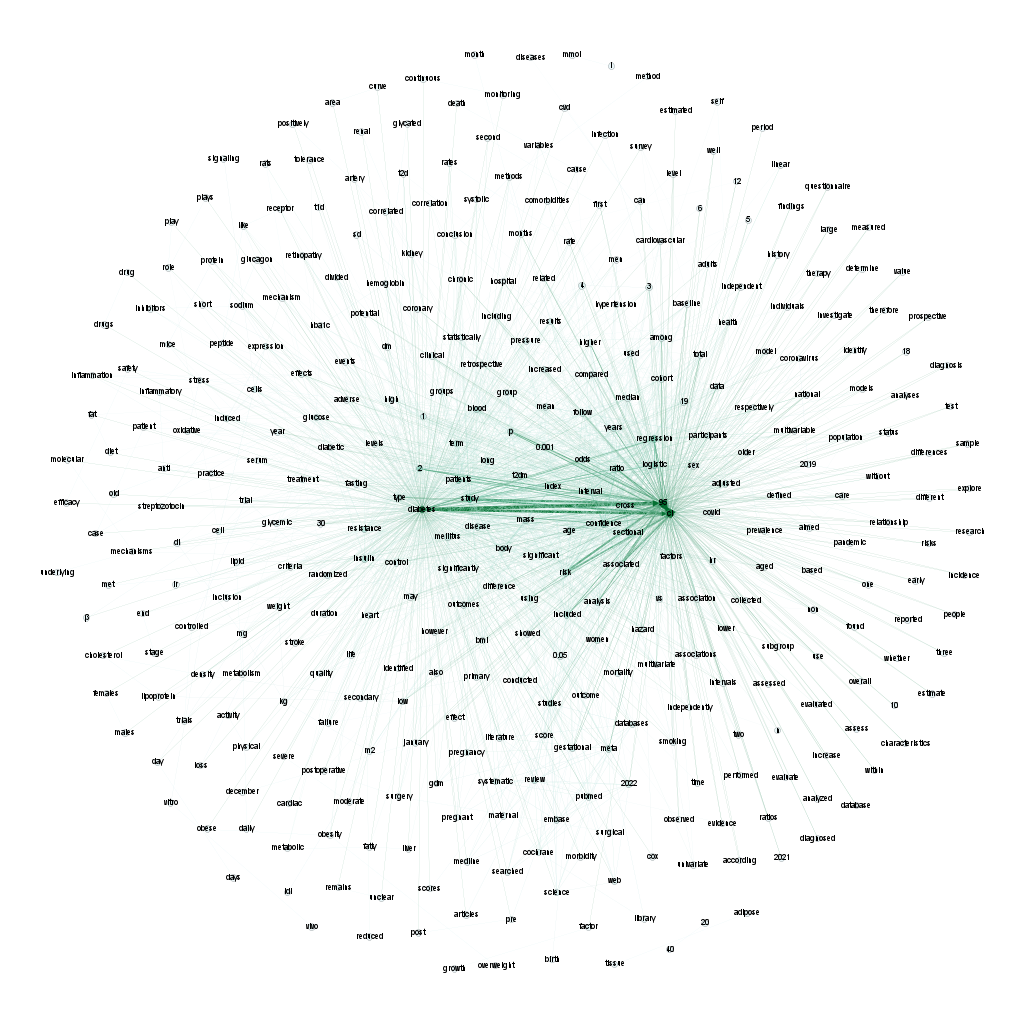 month
diseases
mmol
method
continuous
curve
monitoring
area
death
cvd
estimated
self
positively
glycated
renal
second
infection
period
variables
survey
well
signaling
rats
tolerance
rates
cause
linear
artery
t2d
methods
level
12
questionnaire
plays
receptor
t1d
correlated
correlation
systolic
comorbidities
first
can
6
findings
play
like
sd
conclusion
months
rate
cardiovascular
5
large
measured
protein
glucagon
retinopathy
kidney
men
adults
history
drug
role
divided
hemoglobin
chronic
hospital
related
4
3
independent
therapy
determine
value
inhibitors
short
sodium
mechanism
potential
coronary
including
hypertension
baseline
individuals
investigate
therefore
prospective
drugs
hba1c
statistically
results
health
mice
peptide
expression
dm
clinical
pressure
higher
used
among
total
model
coronavirus
identify
18
inflammation
safety
stress
effects
events
retrospective
increased
compared
cohort
data
diagnosis
inflammatory
cells
adverse
high
groups
group
median
19
national
models
analyses
fat
patient
induced
glucose
1
blood
mean
follow
respectively
test
molecular
diet
oxidative
year
diabetic
levels
term
p
0.001
years
regression
participants
multivariable
population
status
sample
anti
practice
serum
long
odds
ratio
logistic
sex
older
2019
differences
efficacy
old
streptozotocin
trial
treatment
fasting
2
patients
t2dm
index
interval
adjusted
defined
care
without
different
explore
case
cell
glycemic
30
type
diabetes
study
95
ci
cross
covid
mechanisms
di
resistance
mellitus
disease
mass
age
confidence
sectional
prevalence
aimed
relationship
research
underlying
met
ir
lipid
criteria
insulin
control
body
significant
associated
factors
hr
aged
based
pandemic
risks
early
incidence
randomized
significantly
risk
difference
one
β
end
inclusion
weight
duration
heart
may
outcomes
using
included
analysis
vs
association
collected
non
found
reported
people
cholesterol
stage
controlled
mg
stroke
however
bmi
showed
women
hazard
lower
subgroup
use
whether
three
females
lipoprotein
density
metabolism
quality
life
identified
also
primary
conducted
0.05
mortality
multivariate
associations
intervals
assessed
overall
estimate
males
trials
activity
kg
secondary
low
studies
outcome
independently
evaluated
10
day
loss
physical
failure
effect
databases
two
assess
characteristics
severe
m2
january
literature
score
gestational
meta
smoking
increase
within
vitro
december
postoperative
pregnancy
systematic
review
2022
time
performed
evaluate
analyzed
database
obese
daily
cardiac
moderate
surgery
gdm
pubmed
observed
evidence
ratios
diagnosed
metabolic
obesity
fatty
liver
pregnant
maternal
embase
surgical
days
ldl
remains
unclear
scores
medline
searched
cochrane
morbidity
cox
univariate
according
2021
vivo
reduced
post
articles
pre
science
web
factor
library
20
adipose
growth
overweight
birth
tissue
40